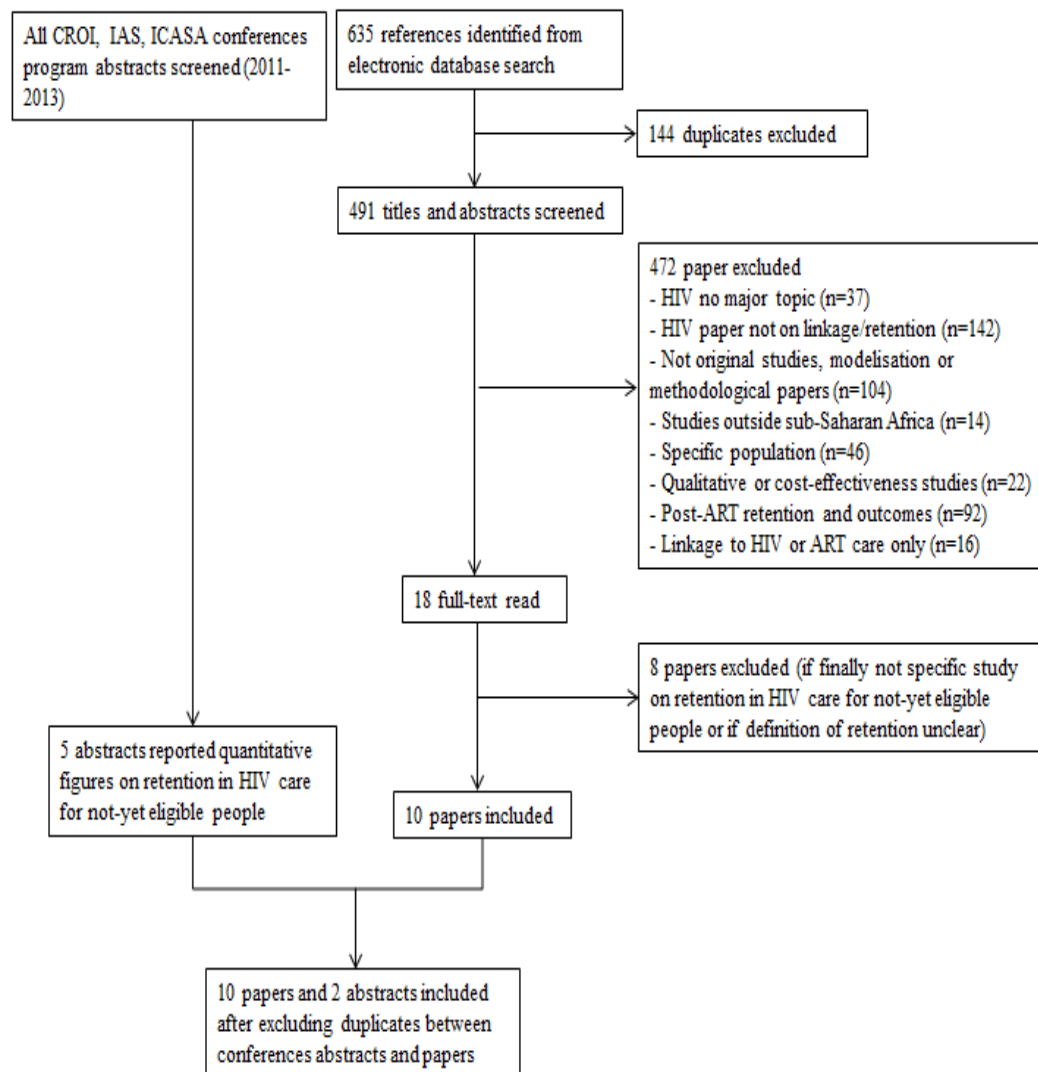 All CROI, IAS, ICASA conferences
program abstracts screened (2011-
2013)
635 references identified from
electronic database search
144 duplicates excluded
491 titles and abstracts screened
472 paper excluded
- HIV no major topic (n=37)
- HIV paper not on linkage/retention (n=142)
- Not original studies, modelisation or
methodological papers (n=104)
- Studies outside sub-Saharan Africa (n=14)
- Specific population (n=46)
- Qualitative or cost-effectiveness studies (n=22)
- Post-ART retention and outcomes (n=92)
- Linkage to HIV or ART care only (n=16)
18 full-text read
8 papers excluded (if finally not specific study
on retention in HIV care for not-yet eligible
people or if definition of retention unclear)
5 abstracts reported quantitative
figures on retention in HIV care
for not-yet eligible people
10 papers included
10 papers and 2 abstracts included
after excluding duplicates between
conferences abstracts and papers